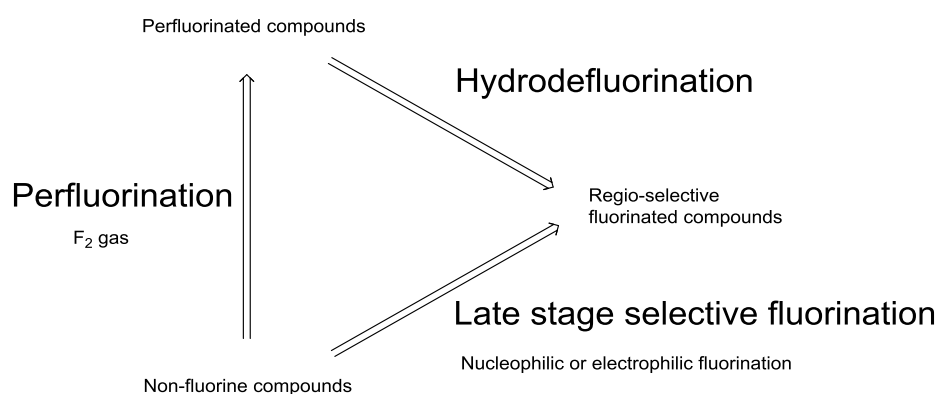 Perfluorinated compounds
Hydrodefluorination
Perfluorination
F₂ gas
Regio-selective
fluorinated compounds
Late stage selective fluorination
Nucleophilic or electrophilic fluorination
Non-fluorine compounds